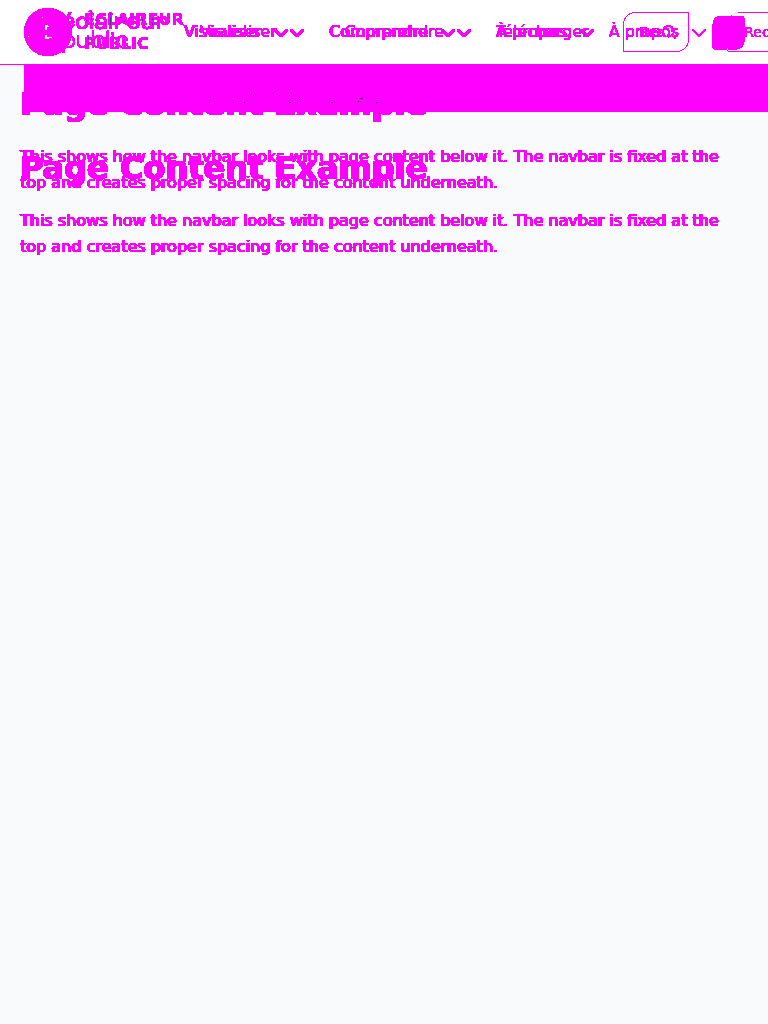 ÉCLAIREUR
éclaireur
PUBLIC
public
Visualiser Comprendre Télécharger À propos
Page Content Example
This shows how the navbar looks with page content below it. The navbar is fixed at the
Page Content Example
top and creates proper spacing for the content underneath.
This shows how the navbar looks with page content below it. The navbar is fixed at the
top and creates proper spacing for the content underneath.